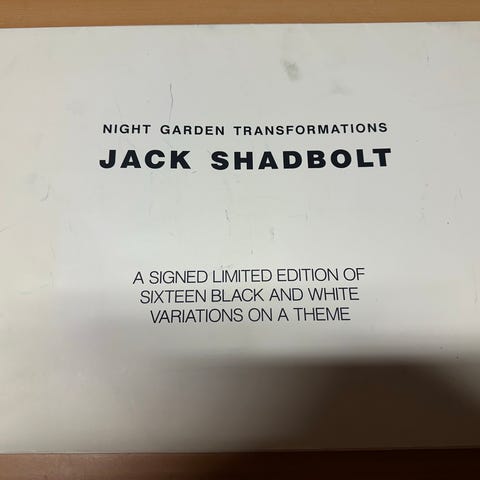 NIGHT GARDEN TRANSFORMATIONS
JACK SHADBOLT
A SIGNED LIMITED EDITION OF
SIXTEEN BLACK AND WHITE
VARIATIONS ON A THEME